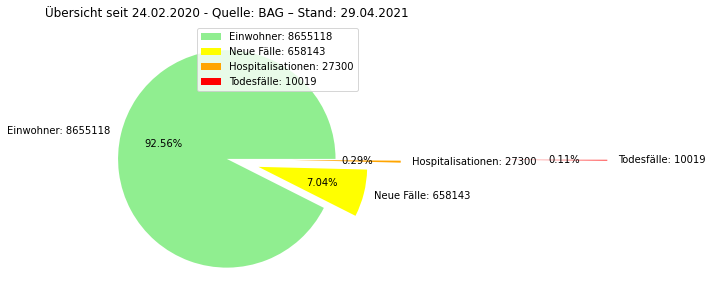 Übersicht seit 24.02.2020 - Quelle: BAG – Stand: 29.04.2021
Einwohner: 8655118
Neue Fälle: 658143
Hospitalisationen: 27300
Todesfälle: 10019
Einwohner: 8655118
92.56%
0.29%
Hospitalisationen: 27300
0.11%
Todesfälle: 10019
7.04%
Neue Fälle: 658143